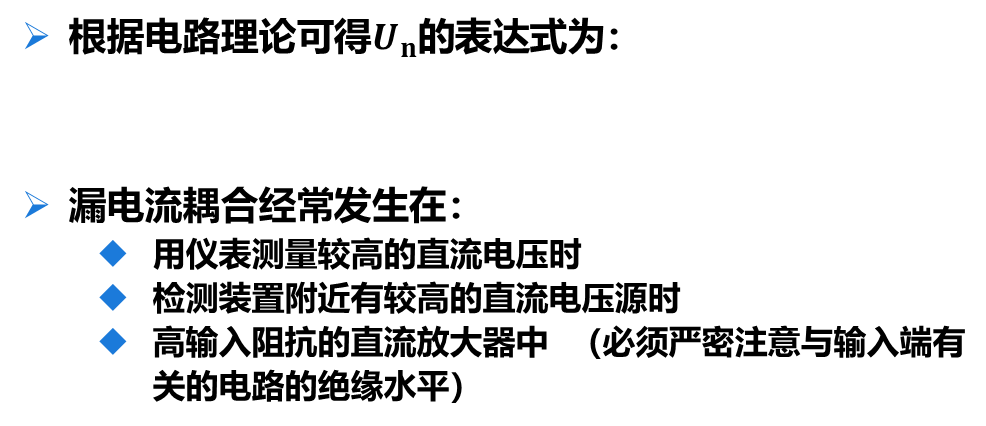 ➢ 根据电路理论可得Uₙ的表达式为：
➢ 漏电流耦合经常发生在：
◆ 用仪表测量较高的直流电压时
◆ 检测装置附近有较高的直流电压源时
◆ 高输入阻抗的直流放大器中 （必须严密注意与输入端有
关的电路的绝缘水平）